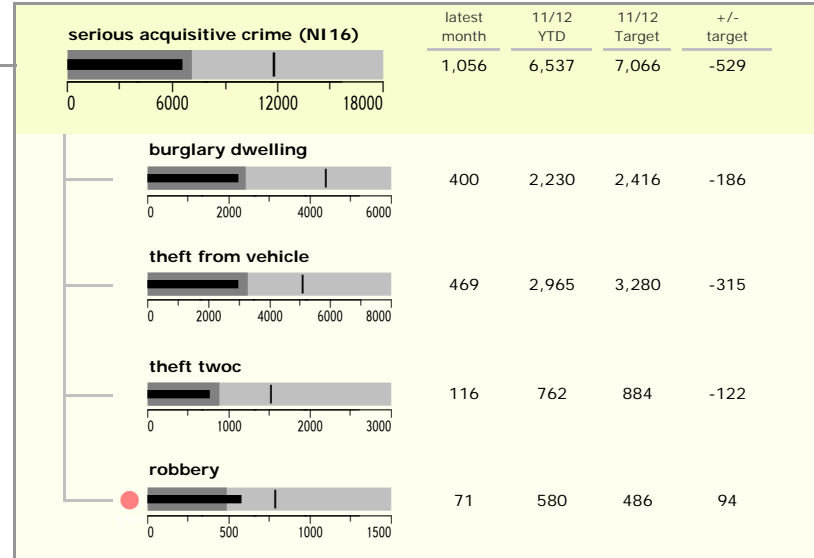 latest 11/12 11/12 +/-
serious acquisitive crime (NI16) month YTD Target target
1,056 6,537 7,066 -529
0 6000 12000 18000
burglary dwelling
400 2,230 2,416 -186
0 2000 4000 6000
theft from vehicle
469 2,965 3,280 -315
0 2000 4000 6000 8000
theft twoc
116 762 884 -122
0 1000 2000 3000
robbery
71 580 486 94
0 500 1000 1500